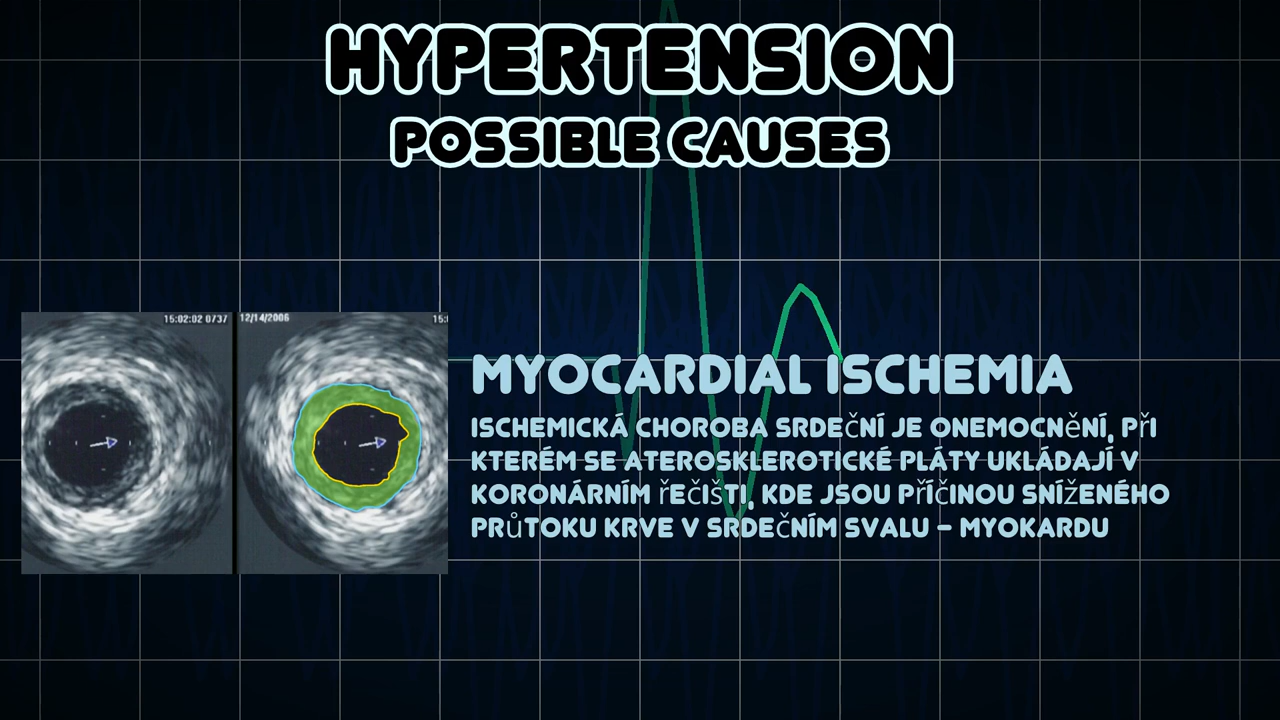 HYPERTENSION
POSSIBLE CAUSES
15:02:02 0737
12/14/2006
15:
MYOCARDIAL ISCHEMIA
ISCHEMICKÁ CHOROBA SRDEČNÍ JE ONEMOCNĚNÍ, PŘI
KTERÉM SE ATEROSKLEROTICKÉ PLÁTY UKLÁDAJÍ V
KORONÁRNÍM ŘEČIŠTI, KDE JSOU PŘÍČINOU SNÍŽENÉHO
PRŮTOKU KRVE V SRDEČNÍM SVALU – MYOKARDU